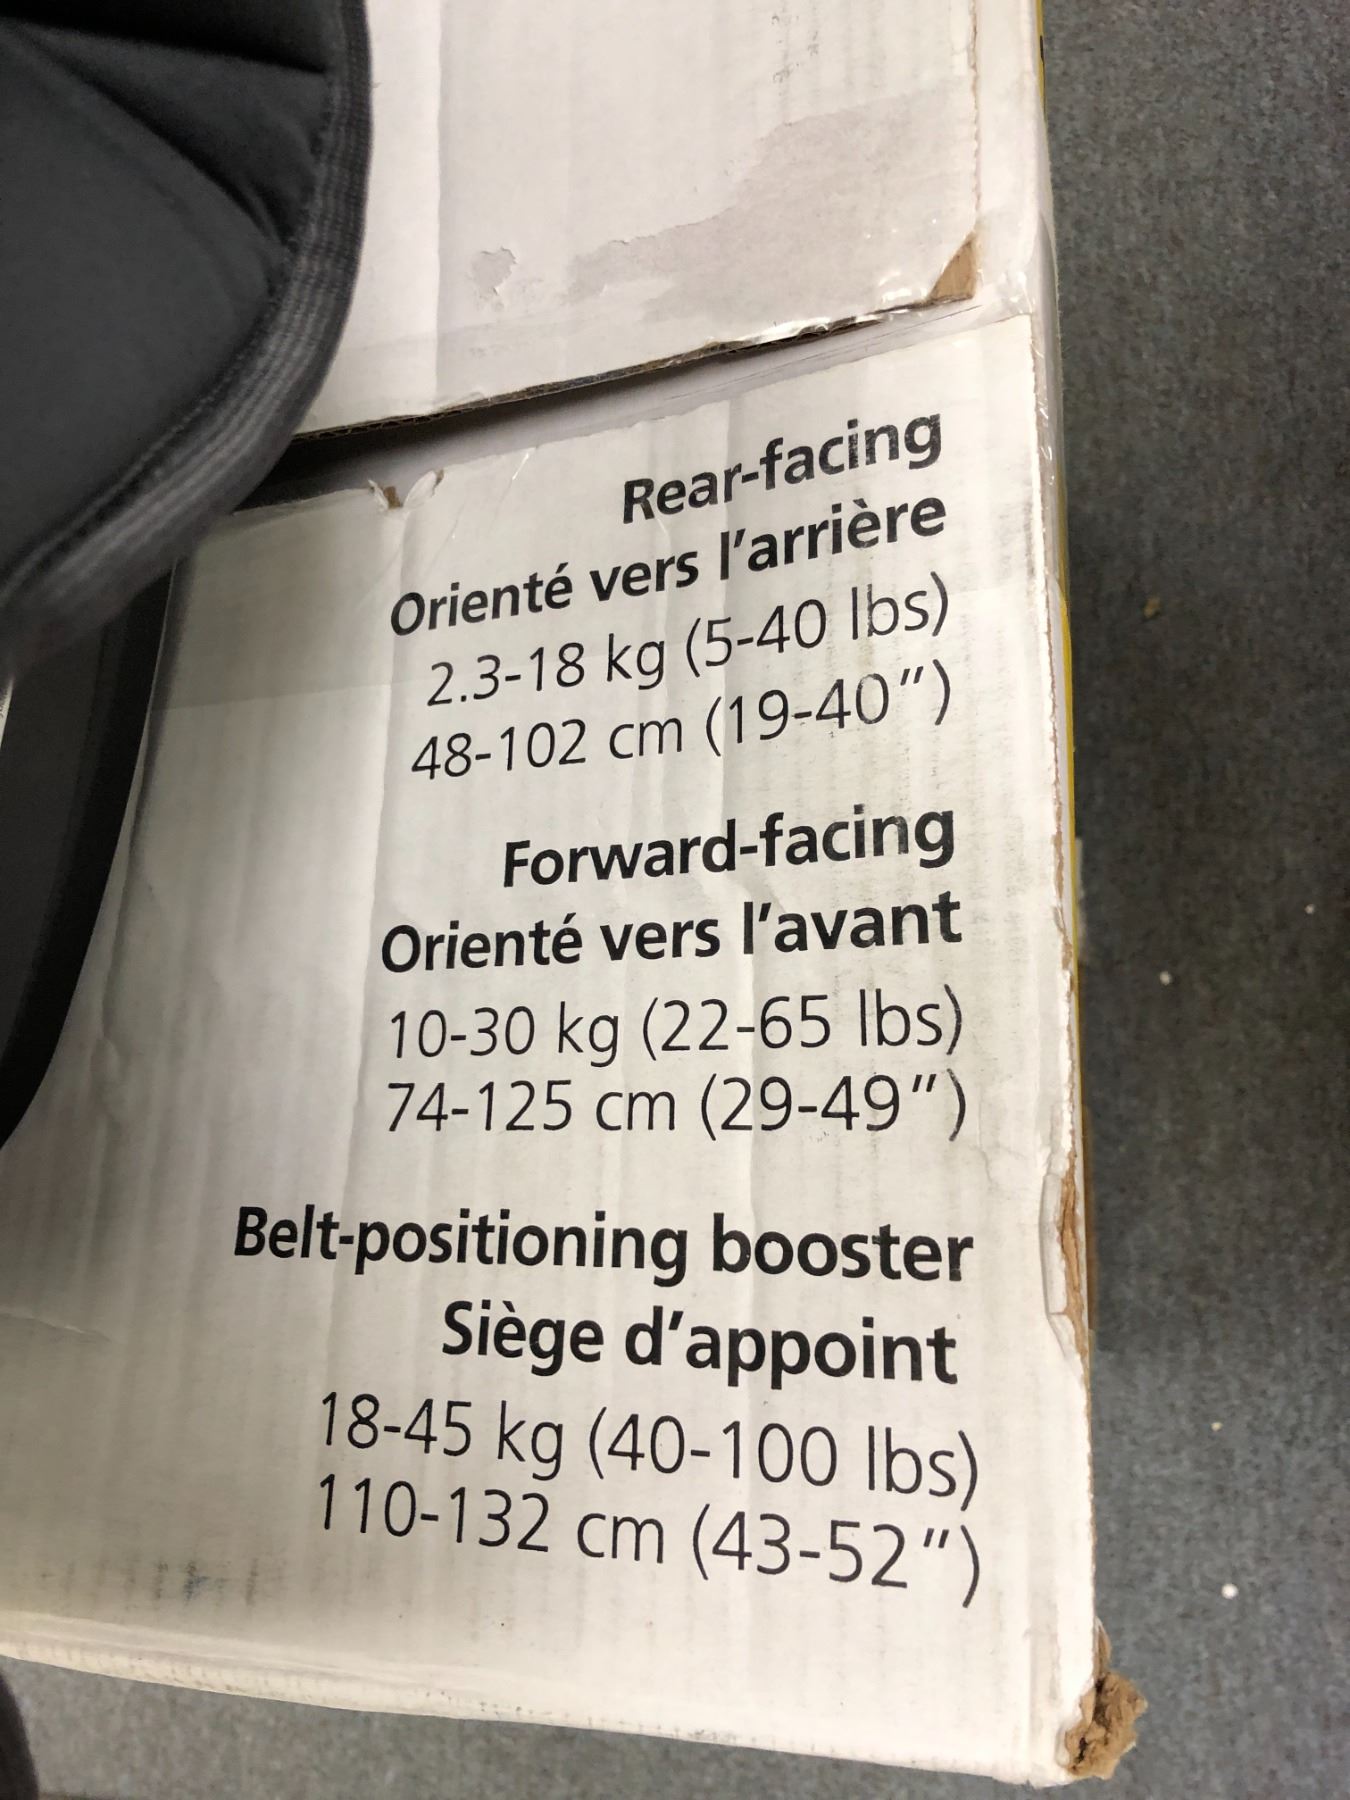 Rear-facing
Orienté vers l'arrière
2.3-18 kg (5-40 lbs)
48-102 cm (19-40")
Forward-facing
Orienté vers l'avant
10-30 kg (22-65 lbs)
74-125 cm (29-49")
Belt-positioning booster
Siège d'appoint
18-45 kg (40-100 lbs)
110-132 cm (43-52")